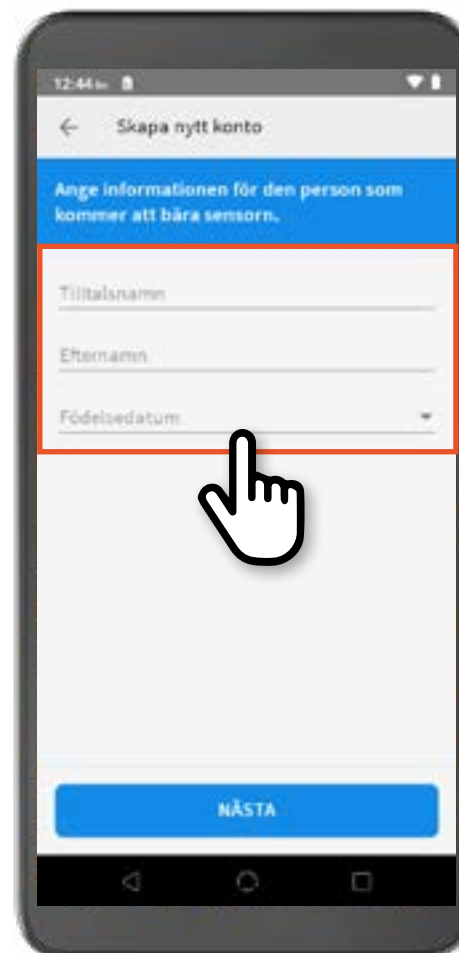 12:44
Skapa nytt konto
Ange informationen för den person som
kommer att bära sensorn.
Tilltalsnamn
Efternamn
Födelsedatum
NÄSTA